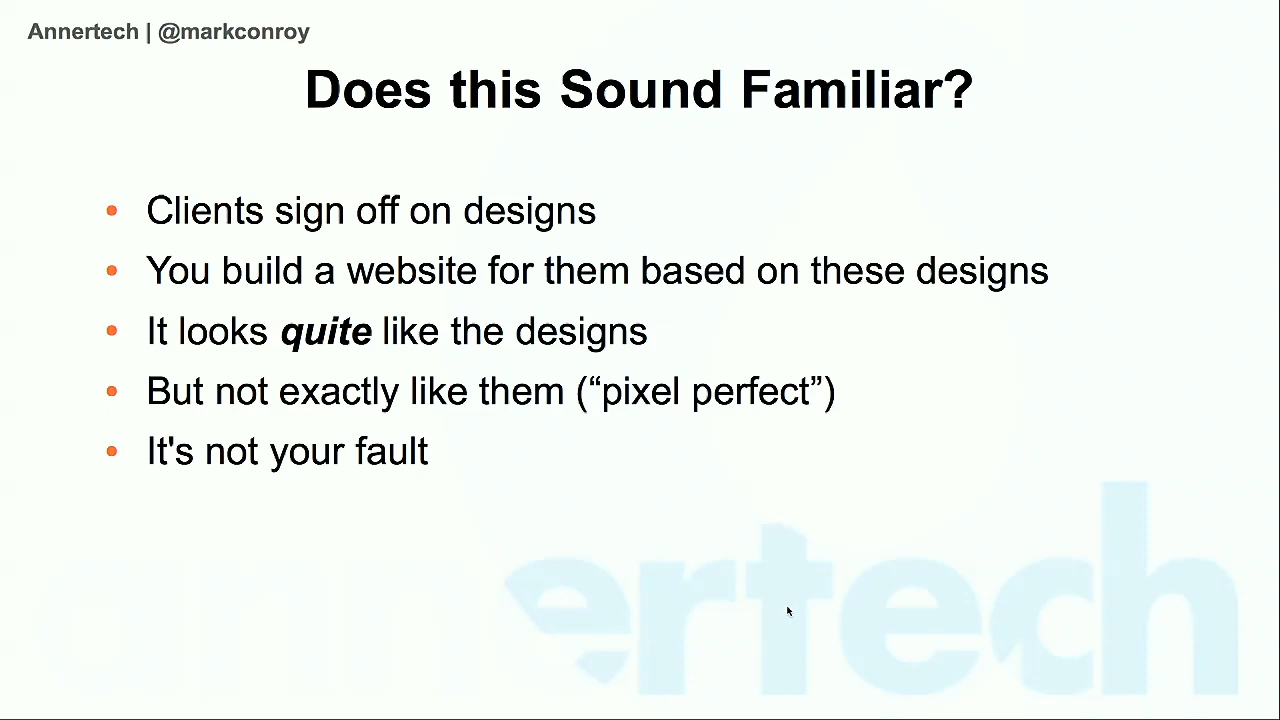 Annertech | @markconroy
Does this Sound Familiar?
• Clients sign off on designs
• You build a website for them based on these designs
• It looks quite like the designs
• But not exactly like them (“pixel perfect”)
• It's not your fault
annertech